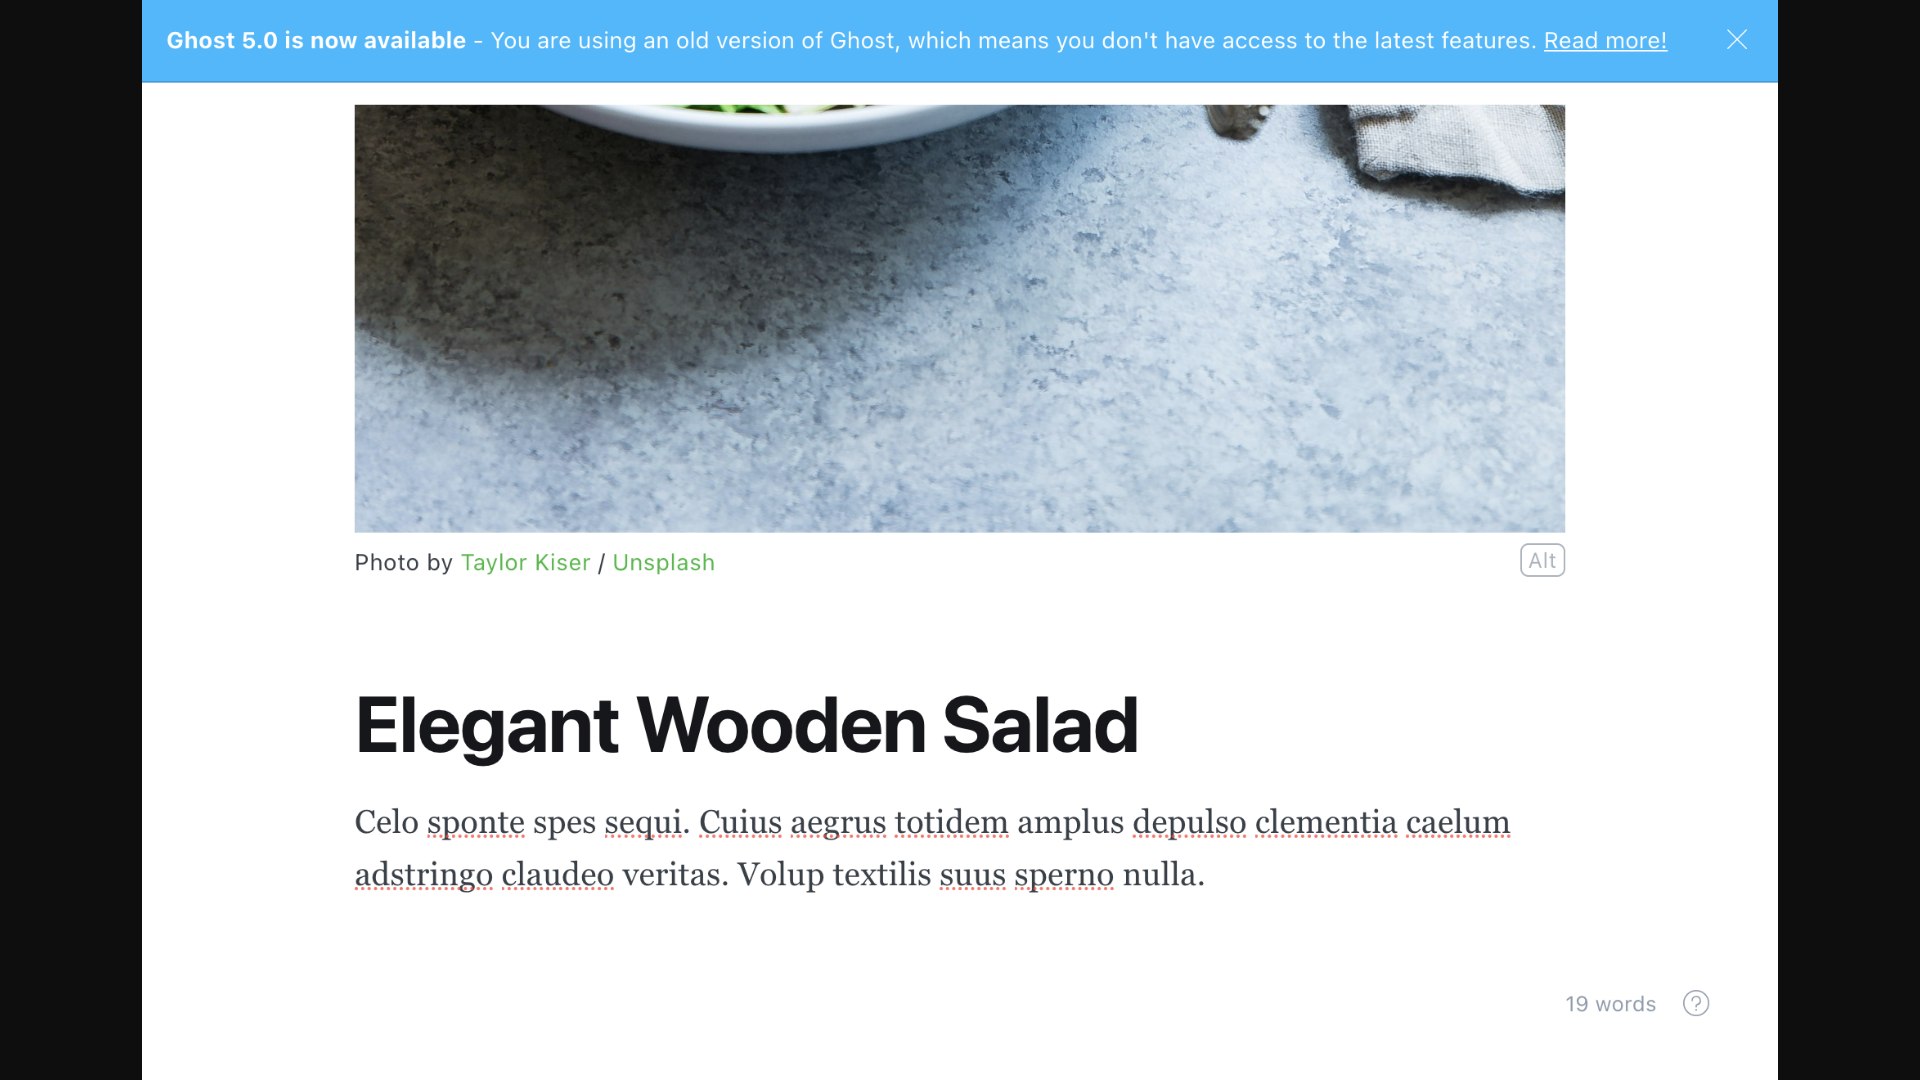 Ghost 5.0 is now available - You are using an old version of Ghost, which means you don't have access to the latest features. Read more!
Photo by Taylor Kiser / Unsplash
Alt
Elegant Wooden Salad
Celo sponte spes sequi. Cuius aegrus totidem amplus depulso clementia caelum
adstringo claudeo veritas. Volup textilis suus sperno nulla.
19 words
?